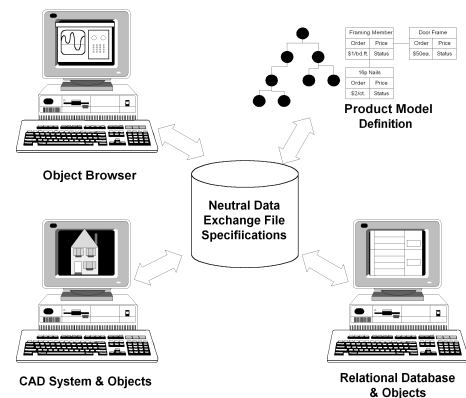 Framing Member
Order Price
$1/bd ft. Status
Door Frame
Order Price
$50ea. Status
16p Nails
Order Price
$2/ct. Status
Product Model
Definition
Object Browser
Neutral Data
Exchange File
Specifiications
CAD System & Objects
Relational Database
& Objects